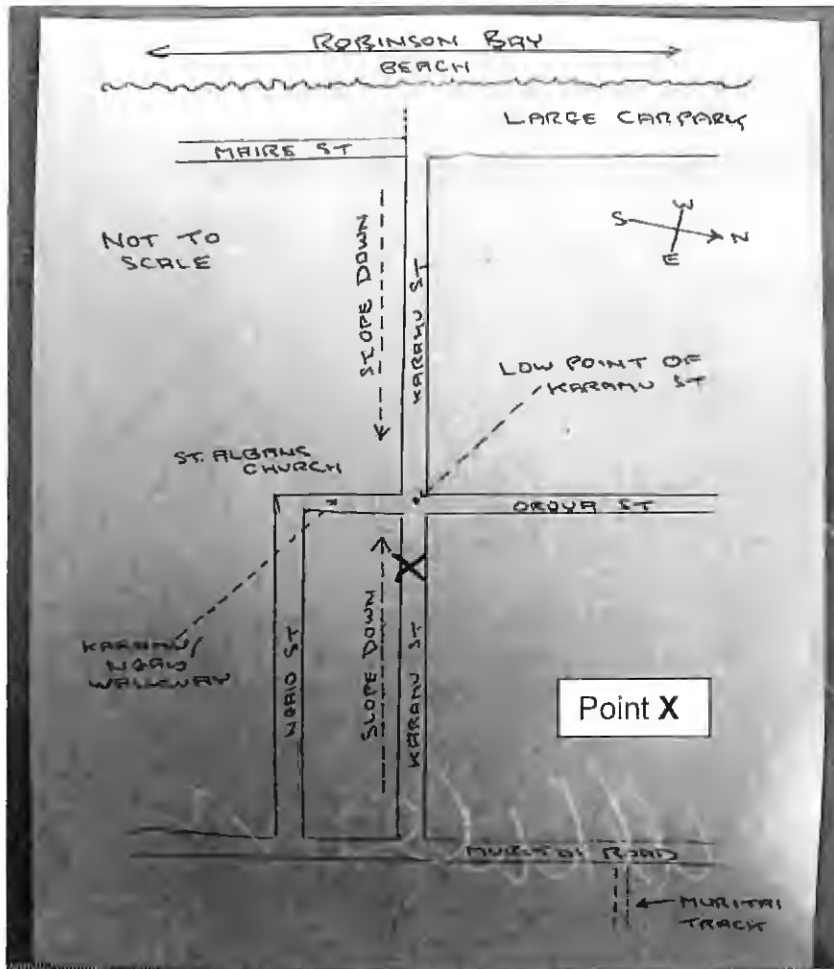 ROBINSON BAY
BEACH
LARGE CARPARK
MAIRE ST
W
S
N
E
NOT TO
SCALE
SLOPE DOWN
KARAMU ST
LOW POINT OF
KARAMU ST
ST. ALBANS
CHURCH
OROUA ST
X
KARAMU/
NGAIO
WALKWAY
NGAIO ST
SLOPE DOWN
KARAMU ST
Point X
MURITAI ROAD
MURITAI
TRACK